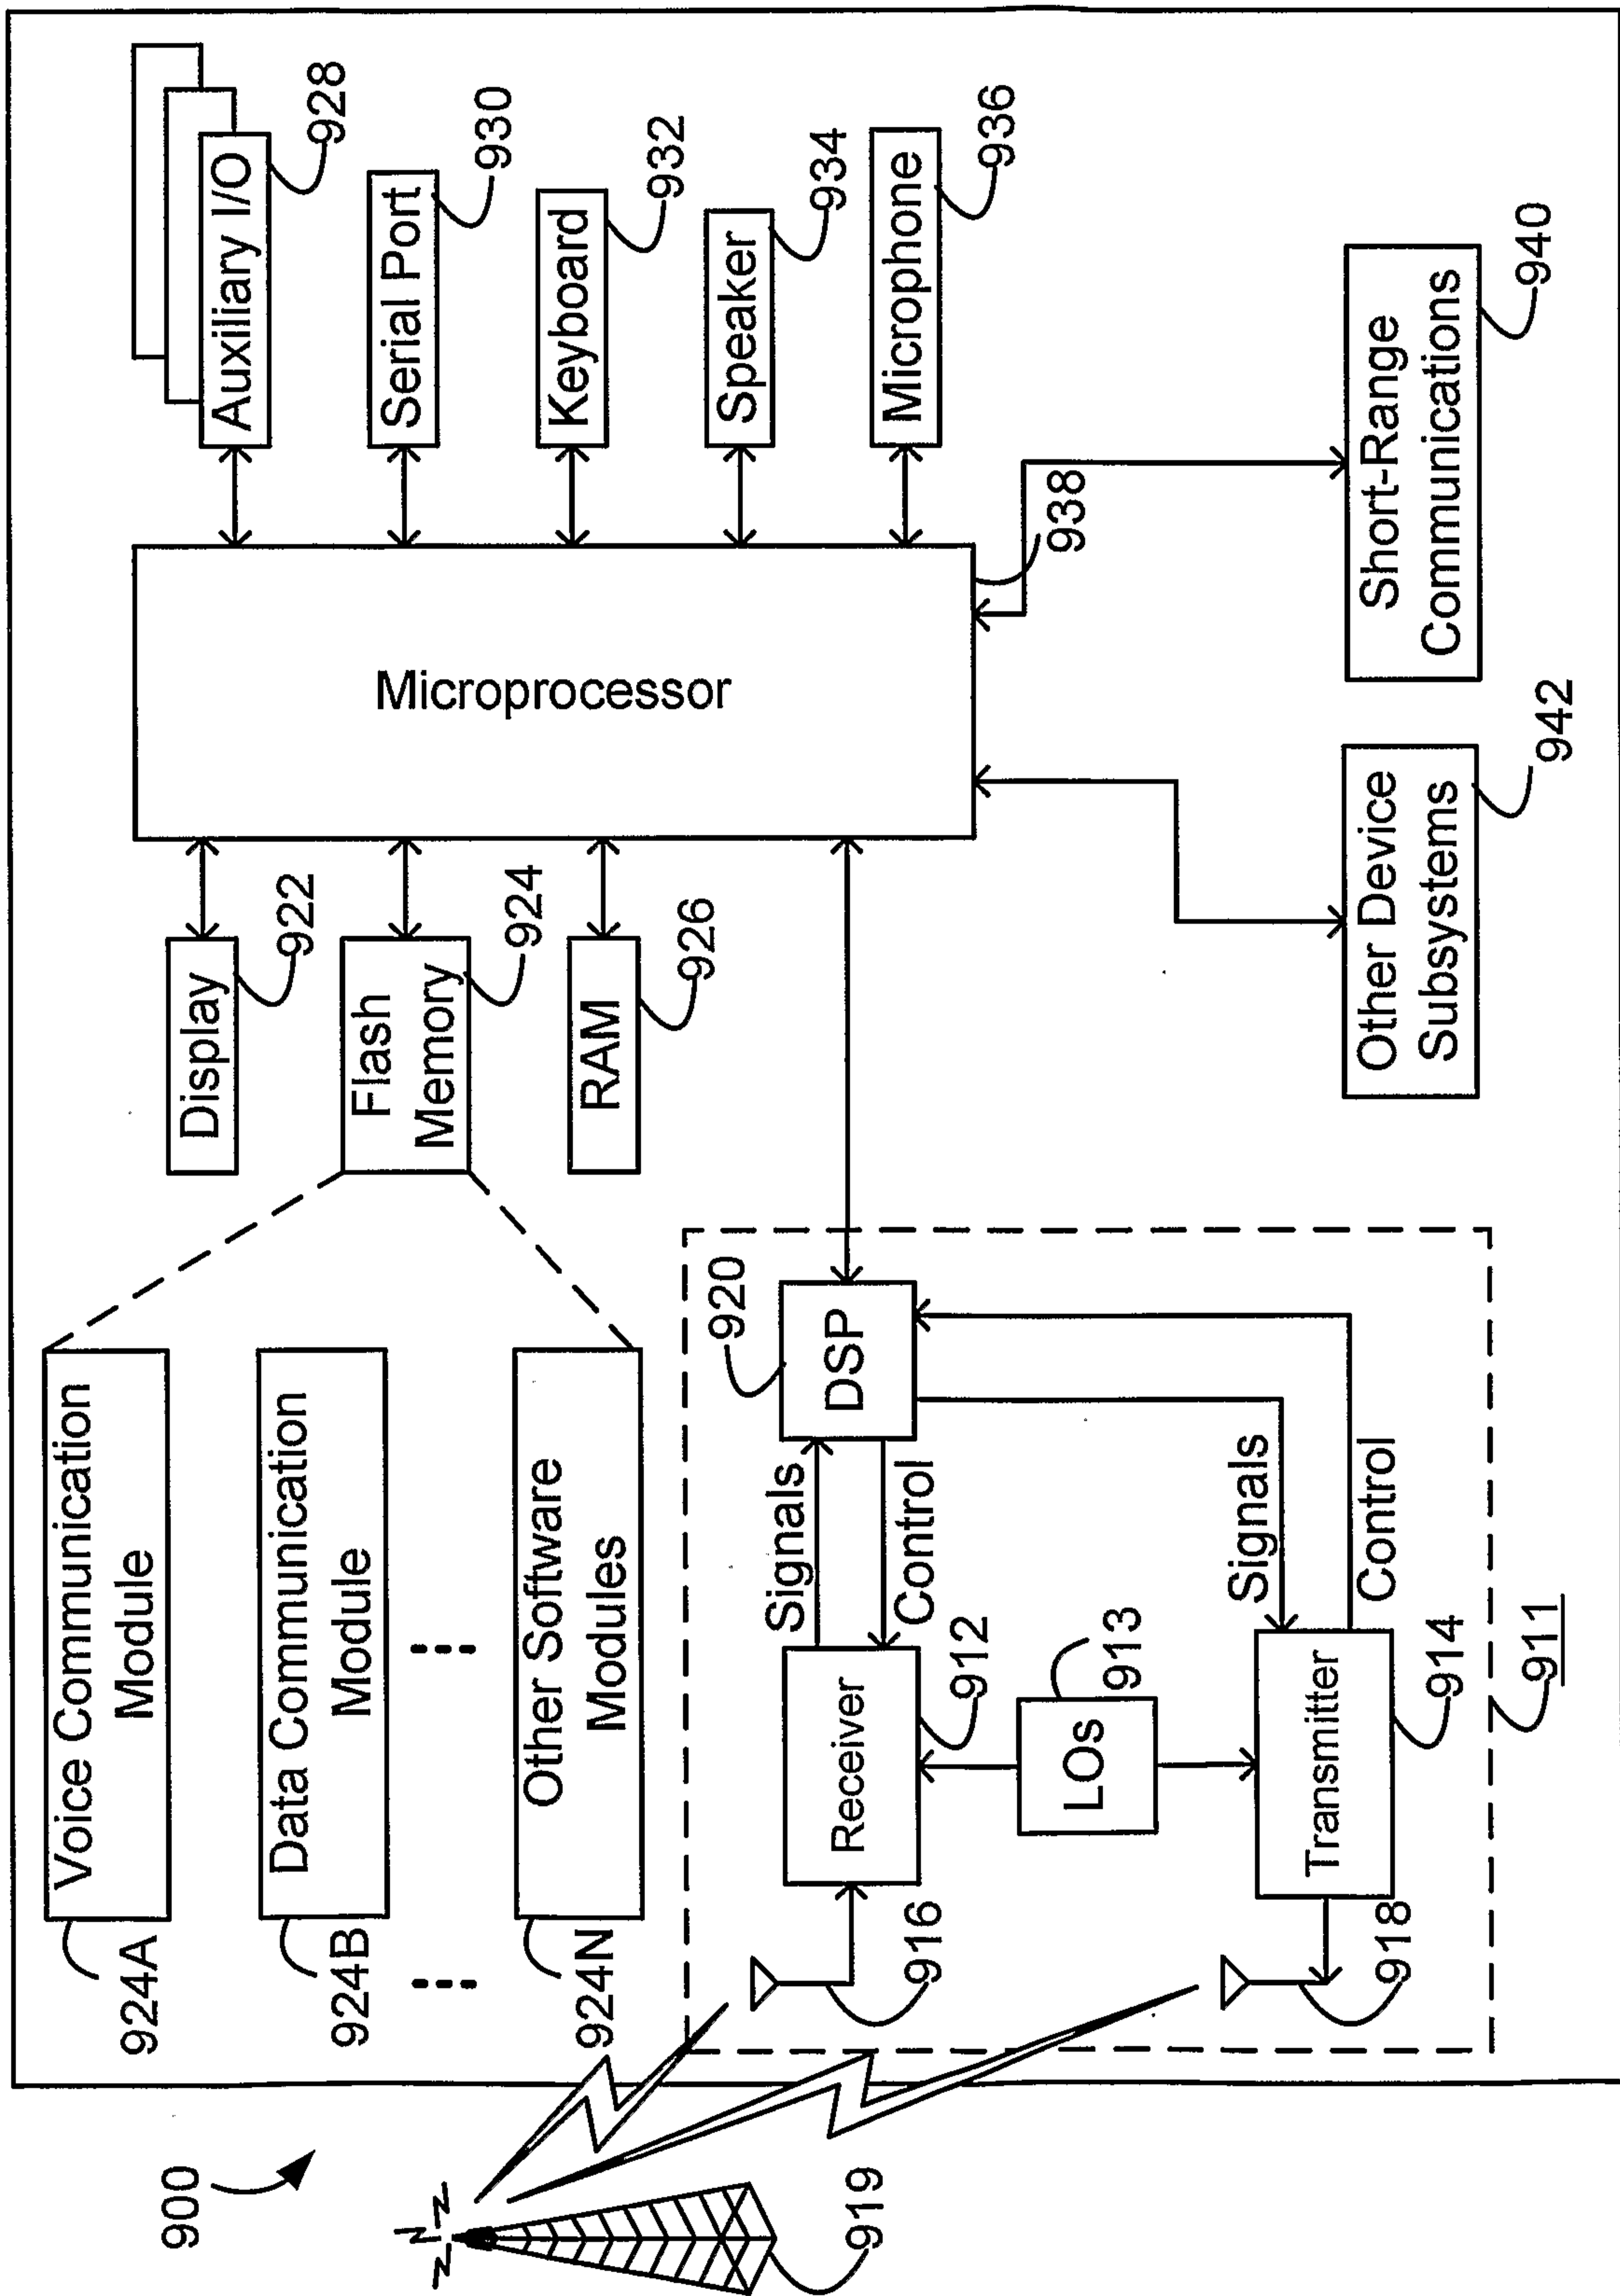 900
919
Voice Communication
Module
924A
Data Communication
Module
924B
Other Software
Modules
924N
Display
922
Flash
Memory
924
RAM
926
Microprocessor
938
Auxiliary I/O
928
Serial Port
930
Keyboard
932
Speaker
934
Microphone
936
Short-Range
Communications
940
Other Device
Subsystems
942
DSP
920
Signals
Control
Receiver
912
916
LOs
913
Signals
Control
Transmitter
914
918
911